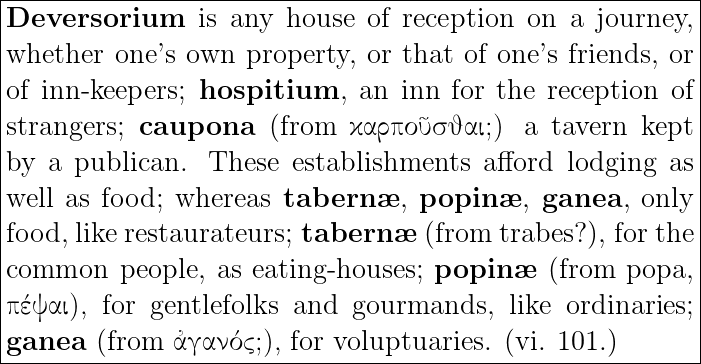 Deversorium is any house of reception on a journey,
whether one's own property, or that of one's friends, or
of inn-keepers; hospitium, an inn for the reception of
strangers; caupona (from καρποῦσϑαι;) a tavern kept
by a publican. These establishments afford lodging as
well as food; whereas tabernæ, popinæ, ganea, only
food, like restaurateurs; tabernæ (from trabes?), for the
common people, as eating-houses; popinæ (from popa,
πέψαι), for gentlefolks and gourmands, like ordinaries;
ganea (from ἀγανός;), for voluptuaries. (vi. 101.)